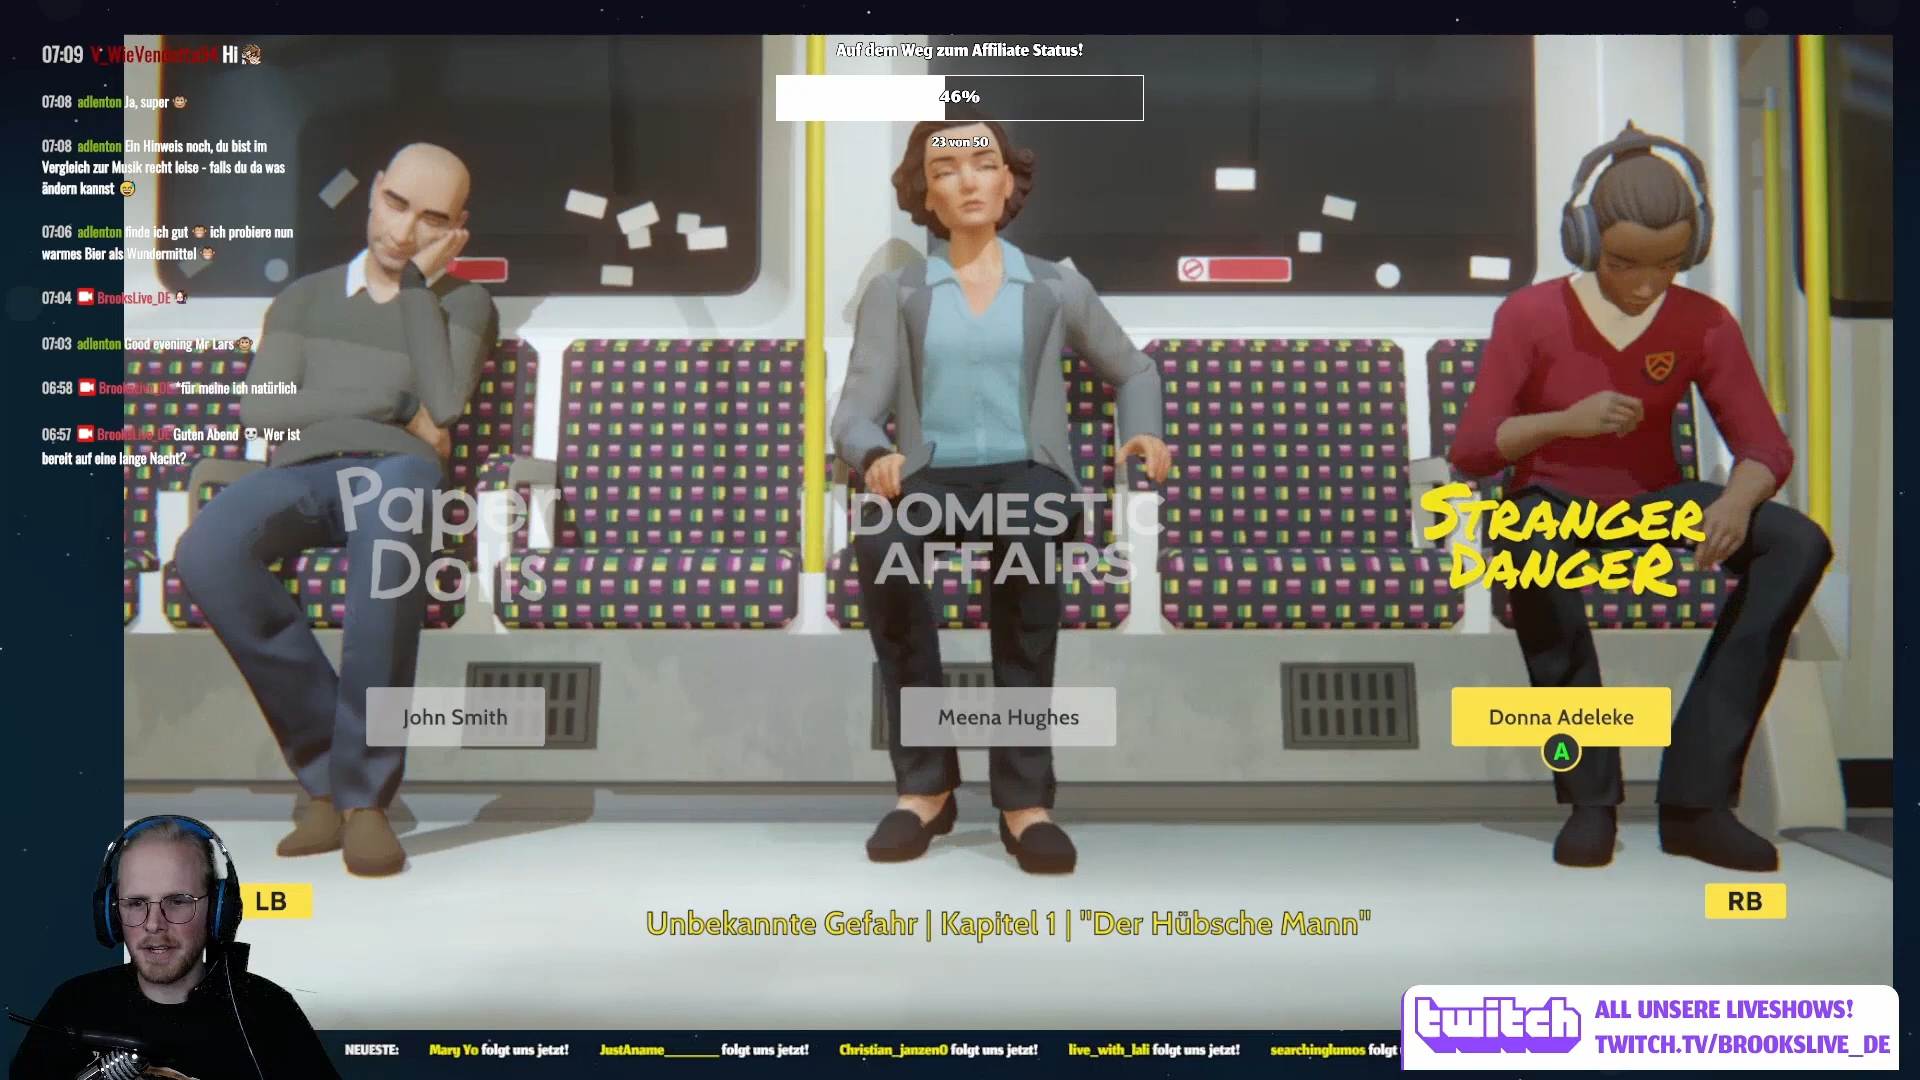 Auf dem Weg zum Affiliate Status!
46%
23 von 50
07:09 V_WieVendetta94 Hi
07:08 adlenton Ja, super
07:08 adlenton Ein Hinweis noch, du bist im
Vergleich zur Musik recht leise - falls du da was
ändern kannst
07:06 adlenton finde ich gut ich probiere nun
warmes Bier als Wundermittel
07:04 BrooksLive_DE
07:03 adlenton Good evening Mr Lars
06:58 BrooksLive_DE *für meine ich natürlich
06:57 BrooksLive_DE Guten Abend Wer ist
bereit auf eine lange Nacht?
Paper
Dolls
DOMESTIC
AFFAIRS
STRANGER
DANGER
John Smith
Meena Hughes
Donna Adeleke
A
LB
RB
Unbekannte Gefahr | Kapitel 1 | "Der Hübsche Mann"
twitch
ALL UNSERE LIVESHOWS!
TWITCH.TV/BROOKSLIVE_DE
NEUESTE: Mary Yo folgt uns jetzt! JustAname________ folgt uns jetzt! Christian_janzen0 folgt uns jetzt! live_with_lali folgt uns jetzt! searchinglumos folgt